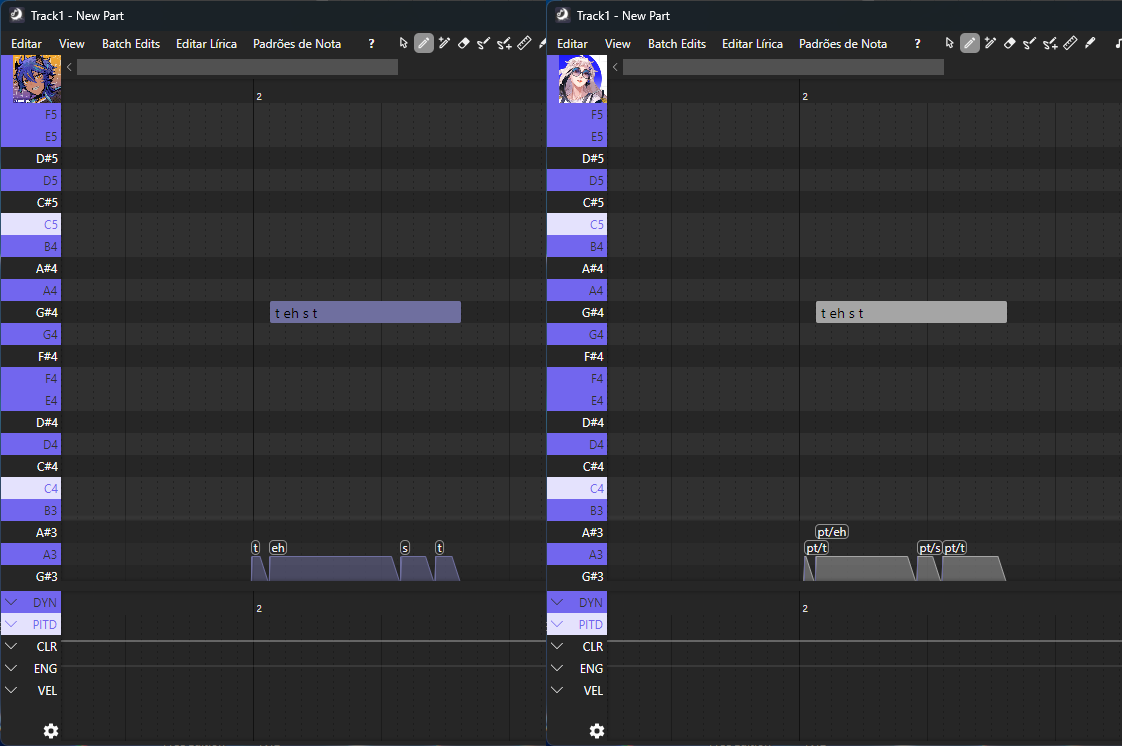 Track1 - New Part
Editar View Batch Edits Editar Lírica Padrões de Nota ?
2
F5
E5
D#5
D5
C#5
C5
B4
A#4
A4
G#4 t eh s t
G4
F#4
F4
E4
D#4
D4
C#4
C4
B3
A#3
A3 t eh s t
G#3
DYN 2
PITD
CLR
ENG
VEL
Track1 - New Part
Editar View Batch Edits Editar Lírica Padrões de Nota ?
2
F5
E5
D#5
D5
C#5
C5
B4
A#4
A4
G#4 t eh s t
G4
F#4
F4
E4
D#4
D4
C#4
C4
B3
A#3 pt/eh
A3 pt/t pt/s pt/t
G#3
DYN 2
PITD
CLR
ENG
VEL